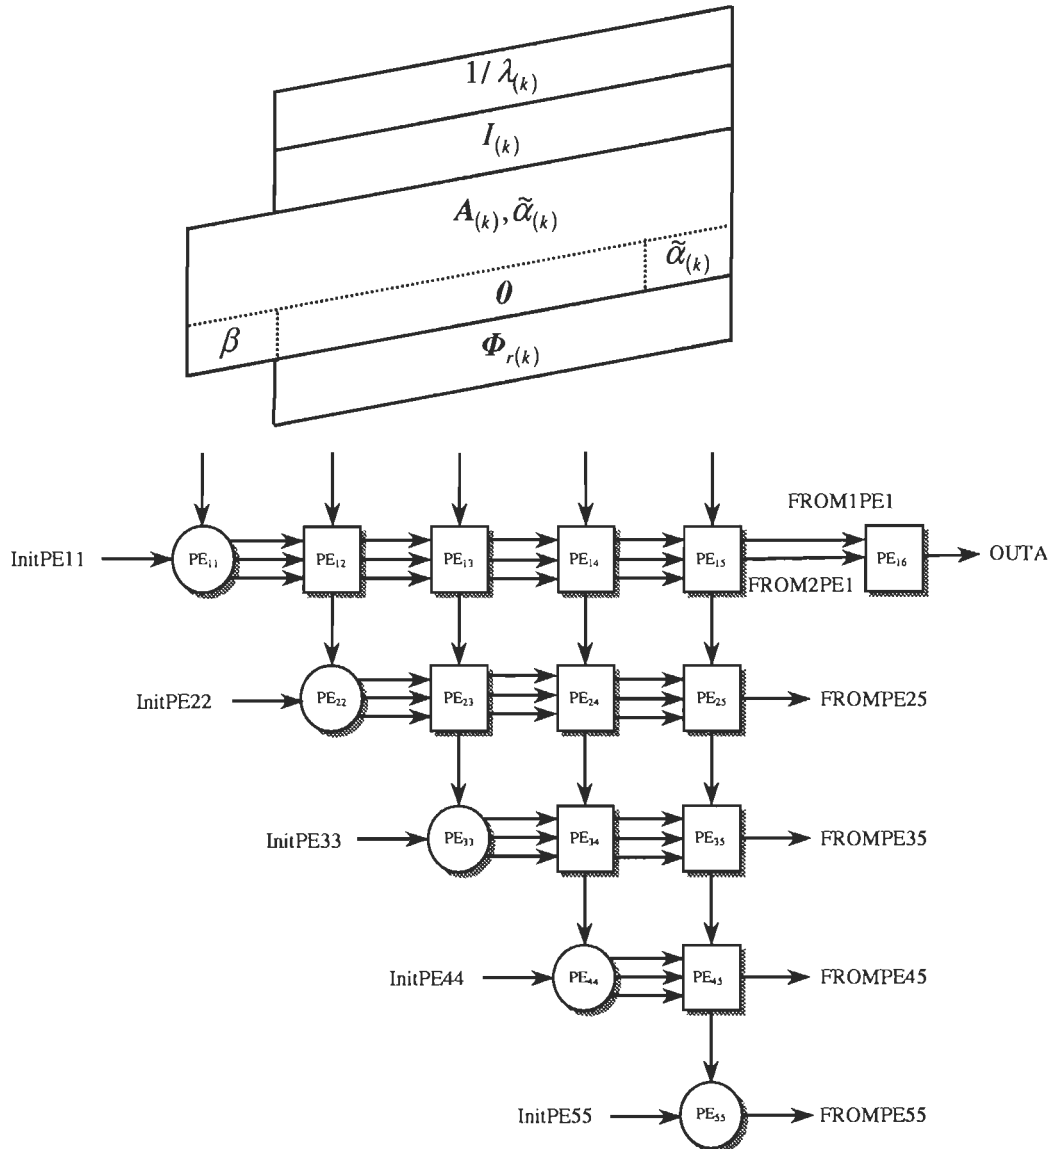 1/ λ(k)
I(k)
A(k), α̃(k)
α̃(k)
0
β
Φr(k)
FROM1PE1
InitPE11 PE11 PE12 PE13 PE14 PE15 PE16 OUTA
FROM2PE1
InitPE22 PE22 PE23 PE24 PE25 FROMPE25
InitPE33 PE33 PE34 PE35 FROMPE35
InitPE44 PE44 PE45 FROMPE45
InitPE55 PE55 FROMPE55